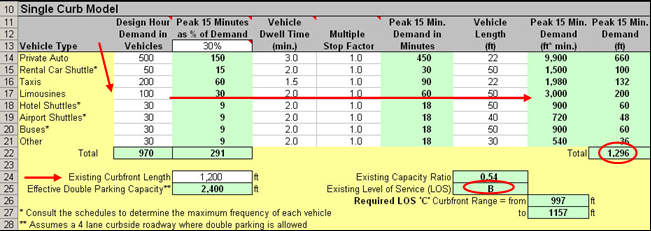 10 Single Curb Model
11 Design Hour Peak 15 Minutes Vehicle Peak 15 Min. Vehicle Peak 15 Min. Peak 15 Min.
12 Demand in as % of Demand Dwell Time Multiple Demand in Length Demand Demand
13 Vehicle Type Vehicles 30% (min.) Stop Factor Minutes (ft) (ft* min.) (ft)
14 Private Auto 500 150 3.0 1.0 450 22 9,900 660
15 Rental Car Shuttle* 50 15 2.0 1.0 30 50 1,500 100
16 Taxis 200 60 1.5 1.0 90 22 1,980 132
17 Limousines 100 30 2.0 1.0 60 50 3,000 200
18 Hotel Shuttles* 30 9 2.0 1.0 18 50 900 60
19 Airport Shuttles* 30 9 2.0 1.0 18 40 720 48
20 Buses* 30 9 2.0 1.0 18 50 900 60
21 Other 30 9 2.0 1.0 18 30 540 36
22 Total 970 291 Total 1,296
24 Existing Curbfront Length 1,200 ft Existing Capacity Ratio 0.54
25 Effective Double Parking Capacity** 2,400 ft Existing Level of Service (LOS) B
26 Required LOS 'C' Curbfront Range = from 997 ft
27 * Consult the schedules to determine the maximum frequency of each vehicle to 1157 ft
28 ** Assumes a 4 lane curbside roadway where double parking is allowed